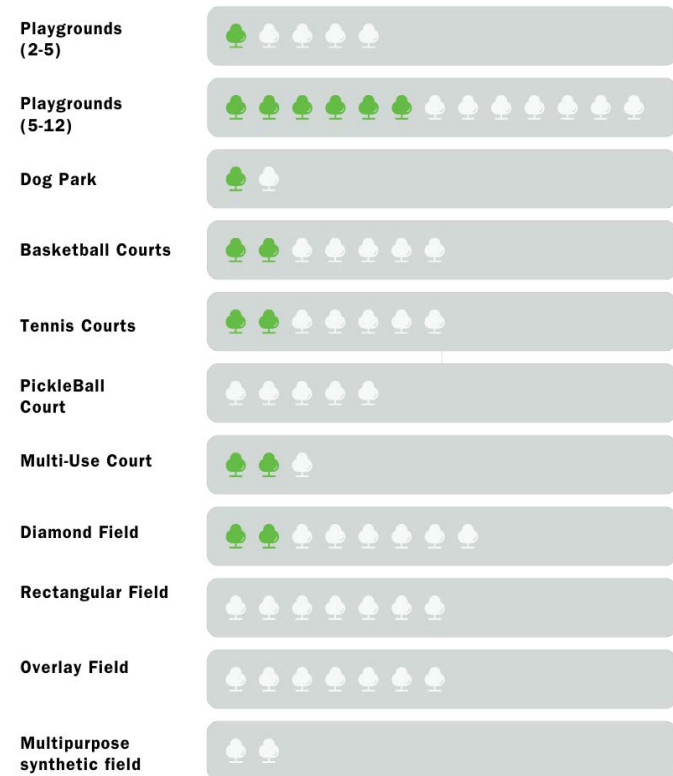 Playgrounds
(2-5)
Playgrounds
(5-12)
Dog Park
Basketball Courts
Tennis Courts
PickleBall
Court
Multi-Use Court
Diamond Field
Rectangular Field
Overlay Field
Multipurpose
synthetic field